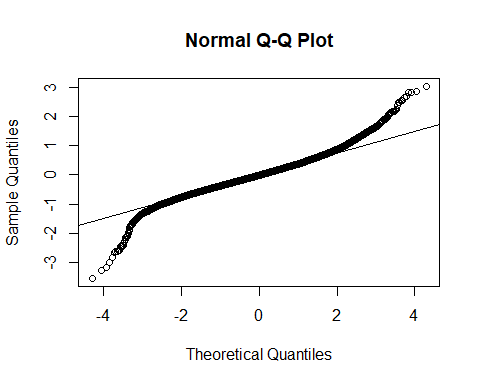 Normal Q-Q Plot
Sample Quantiles
3
2
1
0
-1
-2
-3
-4 -2 0 2 4
Theoretical Quantiles